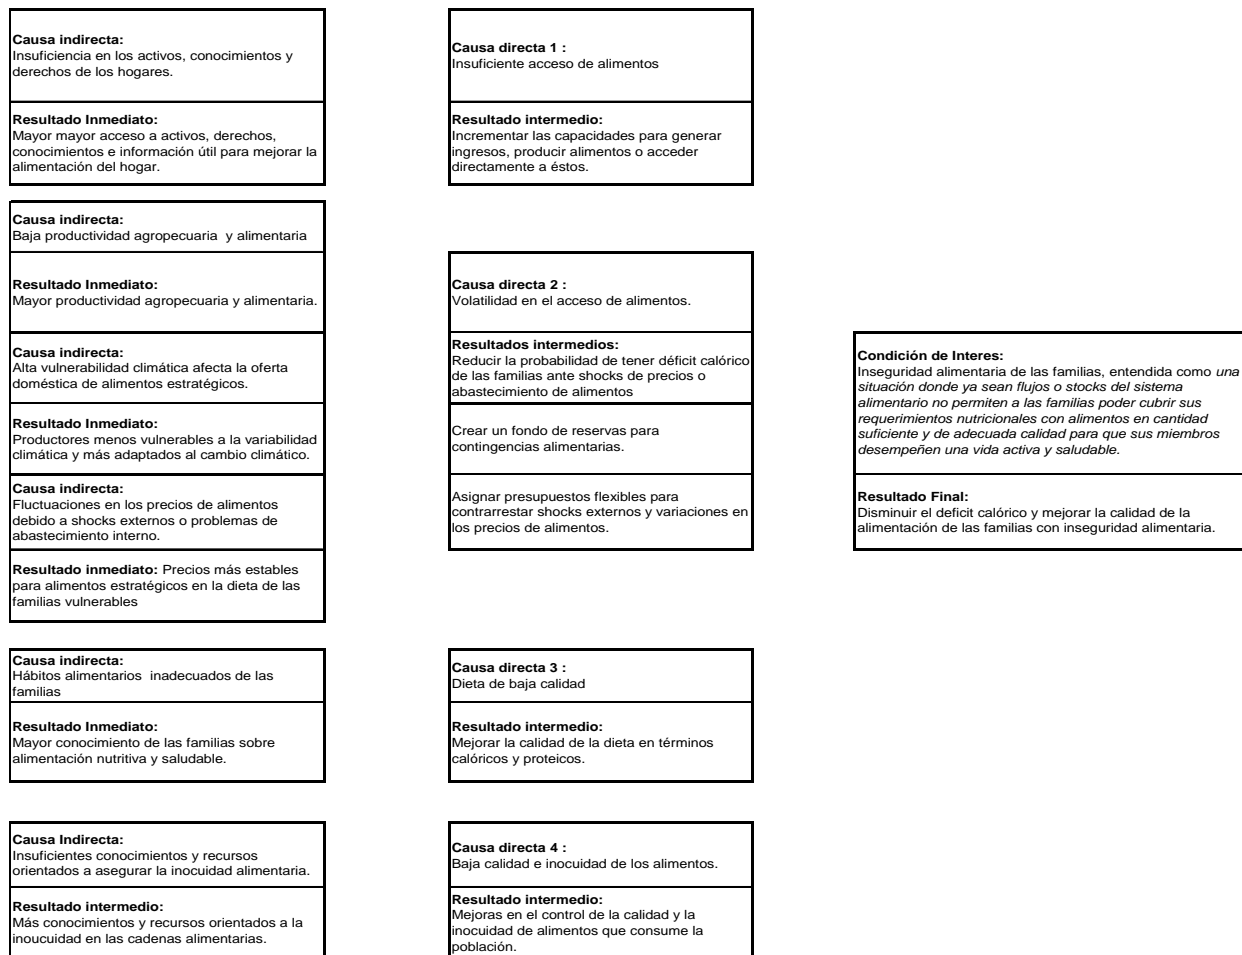 Causa indirecta:
Insuficiencia en los activos, conocimientos y
derechos de los hogares.
Resultado Inmediato:
Mayor mayor acceso a activos, derechos,
conocimientos e información útil para mejorar la
alimentación del hogar.
Causa indirecta:
Baja productividad agropecuaria y alimentaria
Resultado Inmediato:
Mayor productividad agropecuaria y alimentaria.
Causa indirecta:
Alta vulnerabilidad climática afecta la oferta
doméstica de alimentos estratégicos.
Resultado Inmediato:
Productores menos vulnerables a la variabilidad
climática y más adaptados al cambio climático.
Causa indirecta:
Fluctuaciones en los precios de alimentos
debido a shocks externos o problemas de
abastecimiento interno.
Resultado inmediato: Precios más estables
para alimentos estratégicos en la dieta de las
familias vulnerables
Causa indirecta:
Hábitos alimentarios inadecuados de las
familias
Resultado Inmediato:
Mayor conocimiento de las familias sobre
alimentación nutritiva y saludable.
Causa Indirecta:
Insuficientes conocimientos y recursos
orientados a asegurar la inocuidad alimentaria.
Resultado intermedio:
Más conocimientos y recursos orientados a la
inoucuidad en las cadenas alimentarias.
Causa directa 1 :
Insuficiente acceso de alimentos
Resultado intermedio:
Incrementar las capacidades para generar
ingresos, producir alimentos o acceder
directamente a éstos.
Causa directa 2 :
Volatilidad en el acceso de alimentos.
Resultados intermedios:
Reducir la probabilidad de tener déficit calórico
de las familias ante shocks de precios o
abastecimiento de alimentos
Crear un fondo de reservas para
contingencias alimentarias.
Asignar presupuestos flexibles para
contrarrestar shocks externos y variaciones en
los precios de alimentos.
Causa directa 3 :
Dieta de baja calidad
Resultado intermedio:
Mejorar la calidad de la dieta en términos
calóricos y proteicos.
Causa directa 4 :
Baja calidad e inocuidad de los alimentos.
Resultado intermedio:
Mejoras en el control de la calidad y la
inocuidad de alimentos que consume la
población.
Condición de Interes:
Inseguridad alimentaria de las familias, entendida como una
situación donde ya sean flujos o stocks del sistema
alimentario no permiten a las familias poder cubrir sus
requerimientos nutricionales con alimentos en cantidad
suficiente y de adecuada calidad para que sus miembros
desempeñen una vida activa y saludable.
Resultado Final:
Disminuir el deficit calórico y mejorar la calidad de la
alimentación de las familias con inseguridad alimentaria.